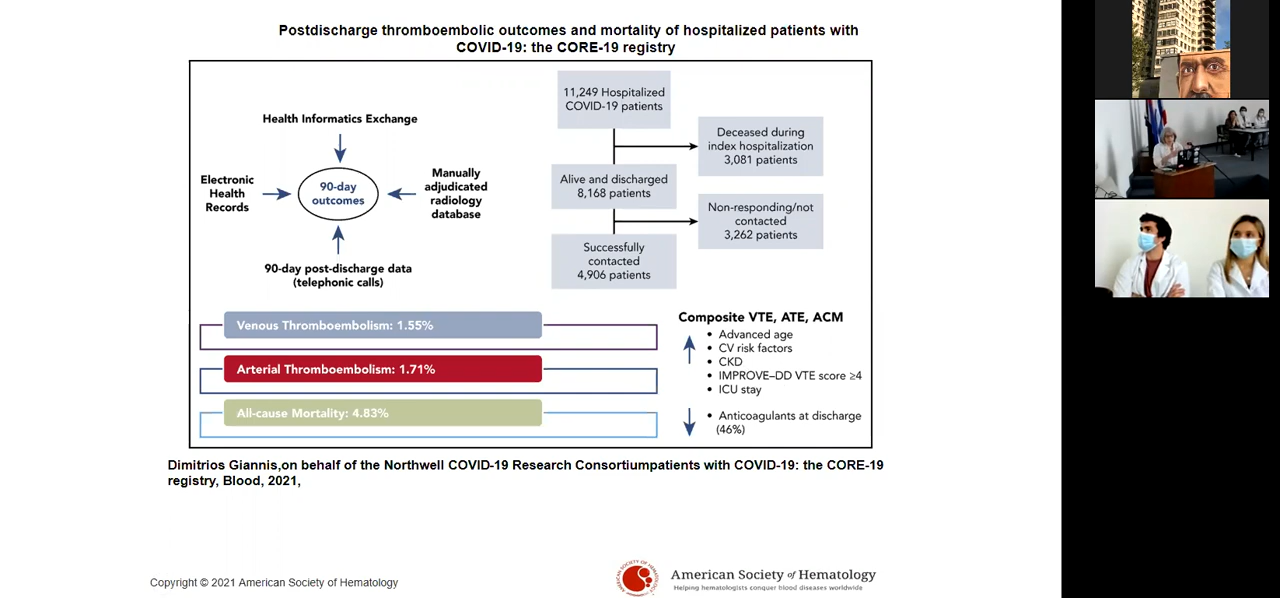 Postdischarge thromboembolic outcomes and mortality of hospitalized patients with
COVID-19: the CORE-19 registry
Health Informatics Exchange
Electronic
Health
Records
90-day
outcomes
Manually
adjudicated
radiology
database
90-day post-discharge data
(telephonic calls)
11,249 Hospitalized
COVID-19 patients
Deceased during
index hospitalization
3,081 patients
Alive and discharged
8,168 patients
Non-responding/not
contacted
3,262 patients
Successfully
contacted
4,906 patients
Venous Thromboembolism: 1.55%
Arterial Thromboembolism: 1.71%
All-cause Mortality: 4.83%
Composite VTE, ATE, ACM
• Advanced age
• CV risk factors
• CKD
• IMPROVE–DD VTE score ≥4
• ICU stay
• Anticoagulants at discharge
(46%)
Dimitrios Giannis,on behalf of the Northwell COVID-19 Research Consortiumpatients with COVID-19: the CORE-19
registry, Blood, 2021,
Copyright © 2021 American Society of Hematology
American Society of Hematology
Helping hematologists conquer blood diseases worldwide